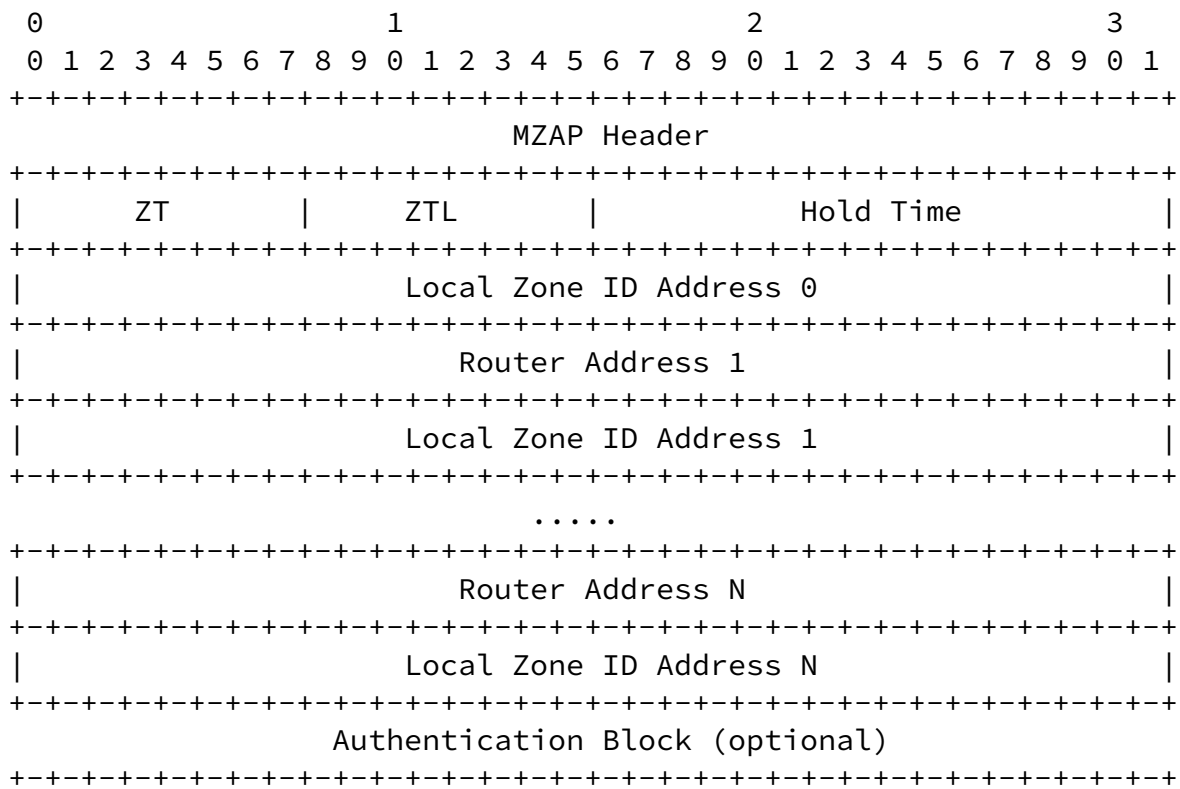 0                   1                   2                   3
 0 1 2 3 4 5 6 7 8 9 0 1 2 3 4 5 6 7 8 9 0 1 2 3 4 5 6 7 8 9 0 1
+-+-+-+-+-+-+-+-+-+-+-+-+-+-+-+-+-+-+-+-+-+-+-+-+-+-+-+-+-+-+-+-+
                            MZAP Header
+-+-+-+-+-+-+-+-+-+-+-+-+-+-+-+-+-+-+-+-+-+-+-+-+-+-+-+-+-+-+-+-+
|      ZT       |     ZTL       |           Hold Time           |
+-+-+-+-+-+-+-+-+-+-+-+-+-+-+-+-+-+-+-+-+-+-+-+-+-+-+-+-+-+-+-+-+
|                     Local Zone ID Address 0                   |
+-+-+-+-+-+-+-+-+-+-+-+-+-+-+-+-+-+-+-+-+-+-+-+-+-+-+-+-+-+-+-+-+
|                        Router Address 1                       |
+-+-+-+-+-+-+-+-+-+-+-+-+-+-+-+-+-+-+-+-+-+-+-+-+-+-+-+-+-+-+-+-+
|                     Local Zone ID Address 1                   |
+-+-+-+-+-+-+-+-+-+-+-+-+-+-+-+-+-+-+-+-+-+-+-+-+-+-+-+-+-+-+-+-+
                             .....
+-+-+-+-+-+-+-+-+-+-+-+-+-+-+-+-+-+-+-+-+-+-+-+-+-+-+-+-+-+-+-+-+
|                        Router Address N                       |
+-+-+-+-+-+-+-+-+-+-+-+-+-+-+-+-+-+-+-+-+-+-+-+-+-+-+-+-+-+-+-+-+
|                     Local Zone ID Address N                   |
+-+-+-+-+-+-+-+-+-+-+-+-+-+-+-+-+-+-+-+-+-+-+-+-+-+-+-+-+-+-+-+-+
                  Authentication Block (optional)
+-+-+-+-+-+-+-+-+-+-+-+-+-+-+-+-+-+-+-+-+-+-+-+-+-+-+-+-+-+-+-+-+